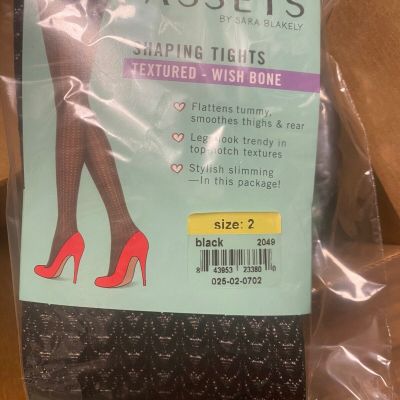 ASSETS
BY SARA BLAKELY
SHAPING TIGHTS
TEXTURED - WISH BONE
Flattens tummy,
smoothes thighs & rear
Legs look trendy in
top-notch textures
Stylish slimming
—In this package!
size: 2
black 2049
8 43953 23380 0
025-02-0702